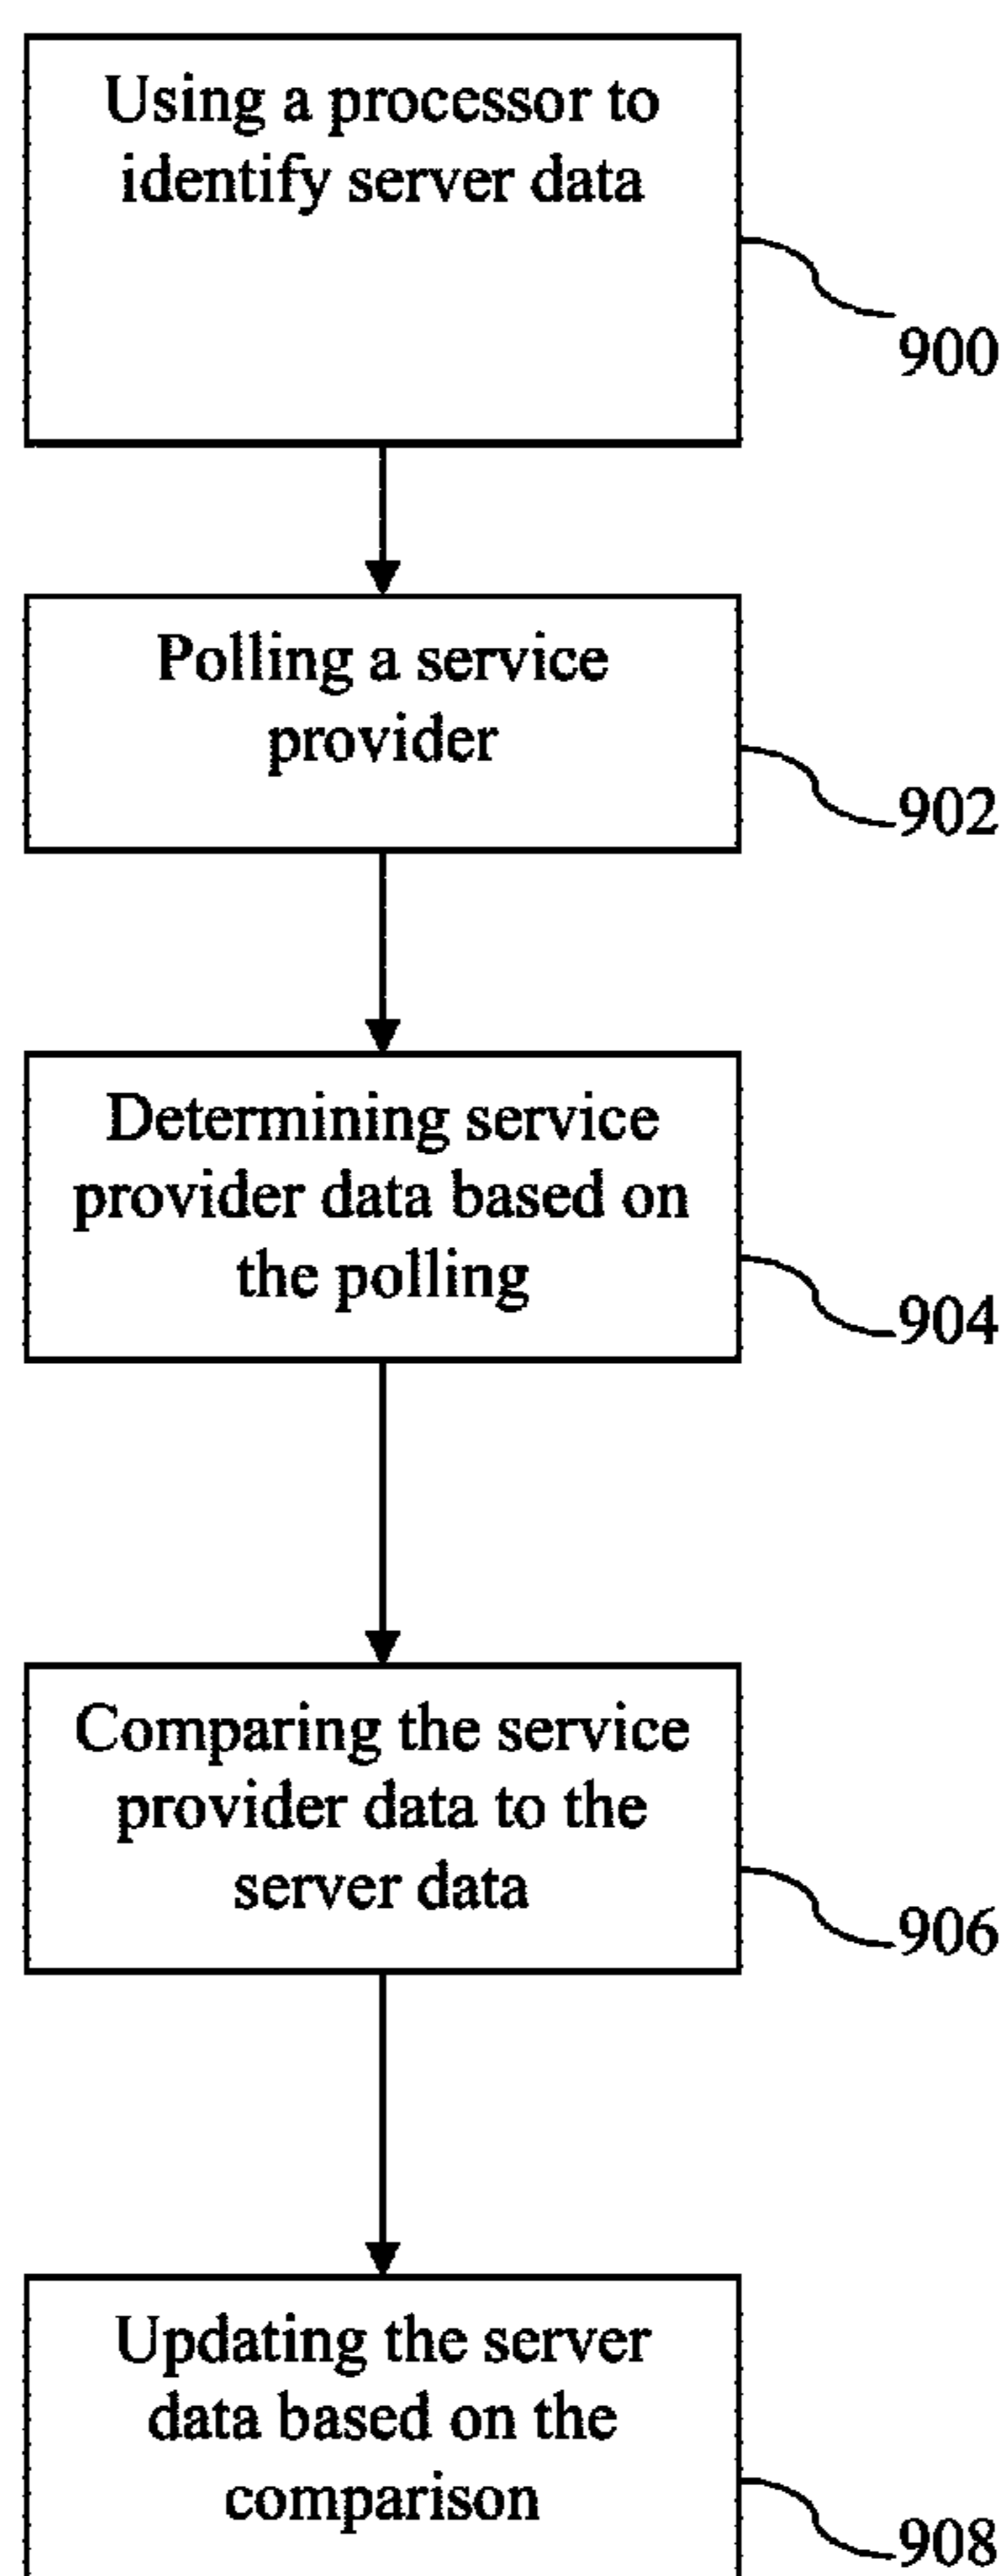 Using a processor to
identify server data
900
Polling a service
provider
902
Determining service
provider data based on
the polling
904
Comparing the service
provider data to the
server data
906
Updating the server
data based on the
comparison
908